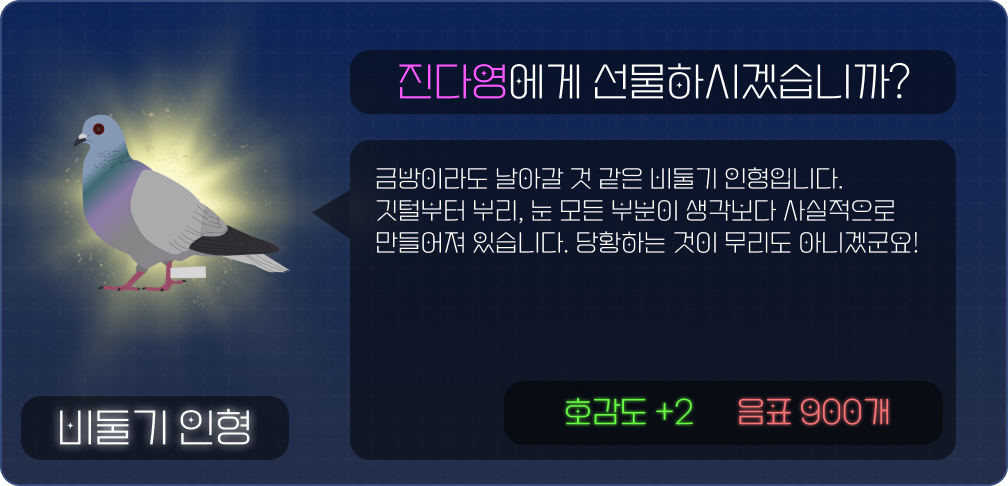 진다영에게 선물하시겠습니까?
금방이라도 날아갈 것 같은 비둘기 인형입니다.
깃털부터 부리, 눈 모든 부분이 생각보다 사실적으로
만들어져 있습니다. 당황하는 것이 무리도 아니겠군요!
호감도 +2 음표 900개
비둘기 인형